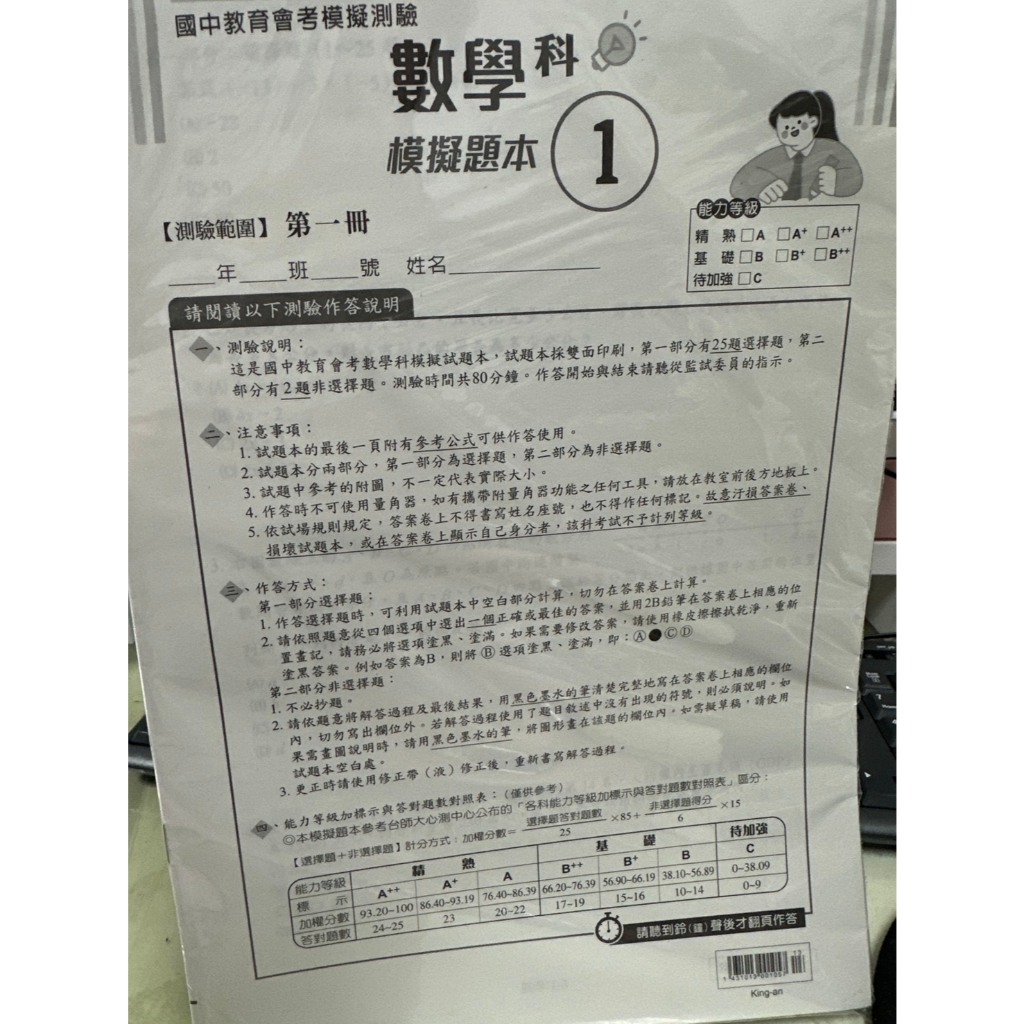 國中教育會考模擬測驗
數學科
模擬題本 1
【測驗範圍】 第一冊
能力等級
精 熟 □A □A+ □A++
基 礎 □B □B+ □B++
待加強 □C
____年____班____號 姓名__________
請閱讀以下測驗作答說明
一、測驗說明：
這是國中教育會考數學科模擬試題本，試題本採雙面印刷，第一部分有25題選擇題，第二
部分有2題非選擇題。測驗時間共80分鐘。作答開始與結束請聽從監試委員的指示。
二、注意事項：
1. 試題本的最後一頁附有參考公式可供作答使用。
2. 試題本分兩部分，第一部分為選擇題，第二部分為非選擇題。
3. 試題中參考的附圖，不一定代表實際大小。
4. 作答時不可使用量角器，如有攜帶附量角器功能之任何工具，請放在教室前後方地板上。
5. 依試場規則規定，答案卷上不得書寫姓名座號，也不得作任何標記。故意汙損答案卷、
損壞試題本，或在答案卷上顯示自己身分者，該科考試不予計列等級。
三、作答方式：
第一部分選擇題：
1. 作答選擇題時，可利用試題本中空白部分計算，切勿在答案卷上計算。
2. 請依照題意從四個選項中選出一個正確或最佳的答案，並用2B鉛筆在答案卷上相應的位
置畫記，請務必將選項塗黑、塗滿。如果需要修改答案，請使用橡皮擦擦拭乾淨，重新
塗黑答案。例如答案為B，則將 Ⓑ 選項塗黑、塗滿，即：Ⓐ●ⒸⒹ
第二部分非選擇題：
1. 不必抄題。
2. 請依題意將解答過程及最後結果，用黑色墨水的筆清楚完整地寫在答案卷上相應的欄位
內，切勿寫出欄位外。若解答過程使用了題目敘述中沒有出現的符號，則必須說明。如
果需畫圖說明時，請用黑色墨水的筆，將圖形畫在該題的欄位內。如需擬草稿，請使用
試題本空白處。
3. 更正時請使用修正帶（液）修正後，重新書寫解答過程。
四、能力等級加標示與答對題數對照表：（僅供參考）
◎本模擬題本參考台師大心測中心公布的「各科能力等級加標示與答對題數對照表」區分：
【選擇題＋非選擇題】計分方式：加權分數＝選擇題答對題數/25×85＋非選擇題得分/6×15
能力等級 精 熟 基 礎 待加強
標 示 A++ A+ A B++ B+ B C
加權分數 93.20~100 86.40~93.19 76.40~86.39 66.20~76.39 56.90~66.19 38.10~56.89 0~38.09
答對題數 24~25 23 20~22 17~19 15~16 10~14 0~9
請聽到鈴（鐘）聲後才翻頁作答
King-an